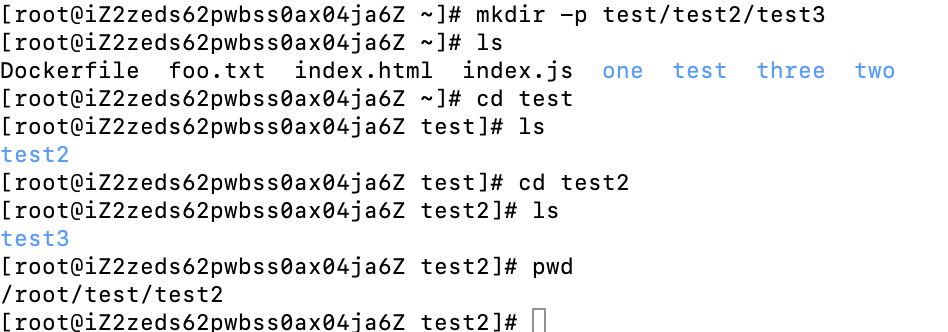 [root@iZ2zeds62pwbss0ax04ja6Z ~]# mkdir -p test/test2/test3
[root@iZ2zeds62pwbss0ax04ja6Z ~]# ls
Dockerfile  foo.txt  index.html  index.js  one  test  three  two
[root@iZ2zeds62pwbss0ax04ja6Z ~]# cd test
[root@iZ2zeds62pwbss0ax04ja6Z test]# ls
test2
[root@iZ2zeds62pwbss0ax04ja6Z test]# cd test2
[root@iZ2zeds62pwbss0ax04ja6Z test2]# ls
test3
[root@iZ2zeds62pwbss0ax04ja6Z test2]# pwd
/root/test/test2
[root@iZ2zeds62pwbss0ax04ja6Z test2]#